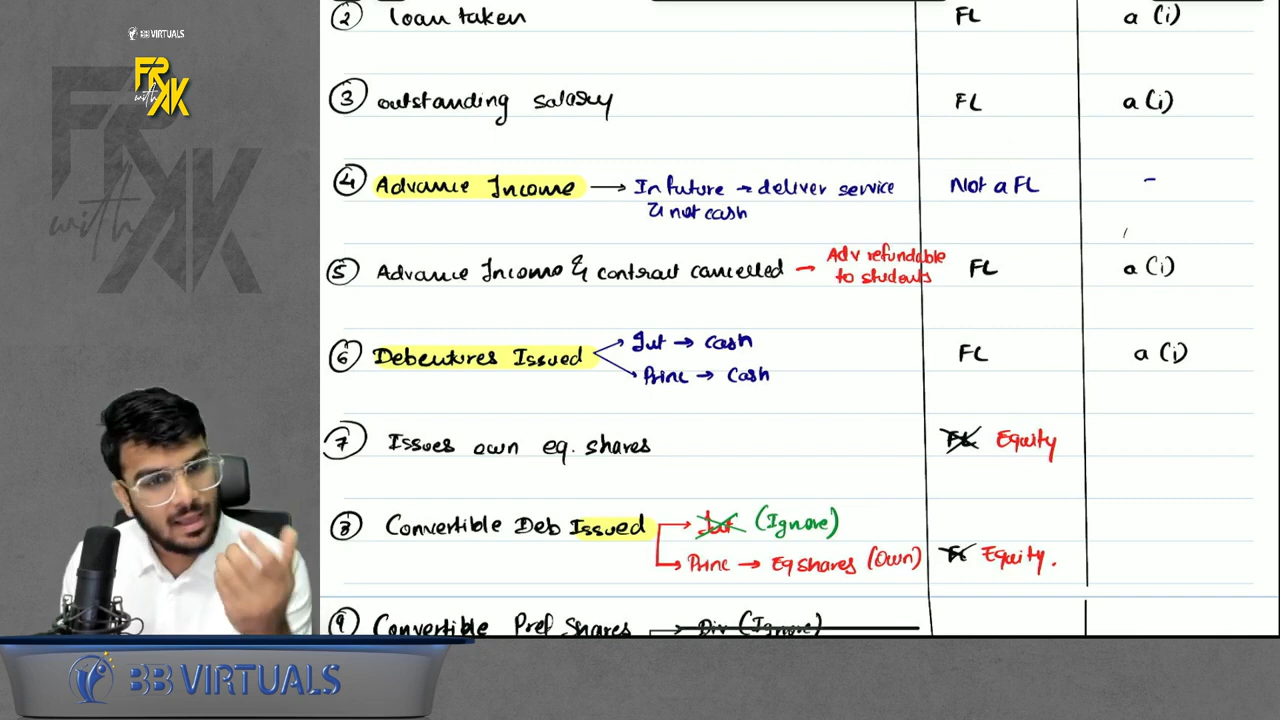 BB VIRTUALS
FR
with
AK
② loan taken FL a (i)
③ outstanding salary FL a (i)
④ Advance Income → In future → deliver service Not a FL -
& not cash
⑤ Advance Income & contract cancelled → Adv refundable FL a (i)
to students
⑥ Debentures Issued Int → cash FL a (i)
Princ → Cash
⑦ Issues own eq. shares FL Equity
⑧ Convertible Deb Issued → Int (Ignore)
Princ → Eq shares (Own) Equity.
⑨ Convertible Pref Shares → Div (Ignore)
BB VIRTUALS